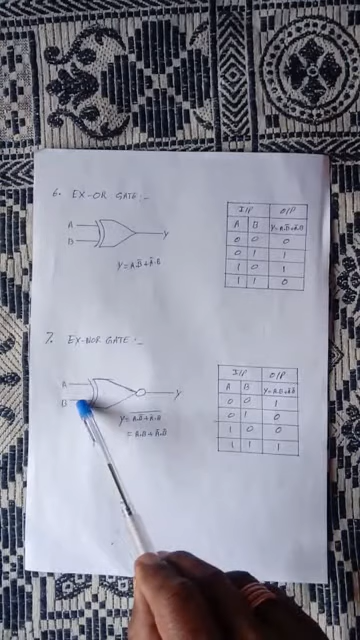 6. EX-OR GATE:-
A
B
Y
Y = A.B̅ + A̅.B
I/P O/P
A B Y=A.B̅+A̅.B
0 0 0
0 1 1
1 0 1
1 1 0
7. EX-NOR GATE:-
A
B
Y
I/P O/P
A B
0 0 1
0 1 0
1 0 0
1 1 1